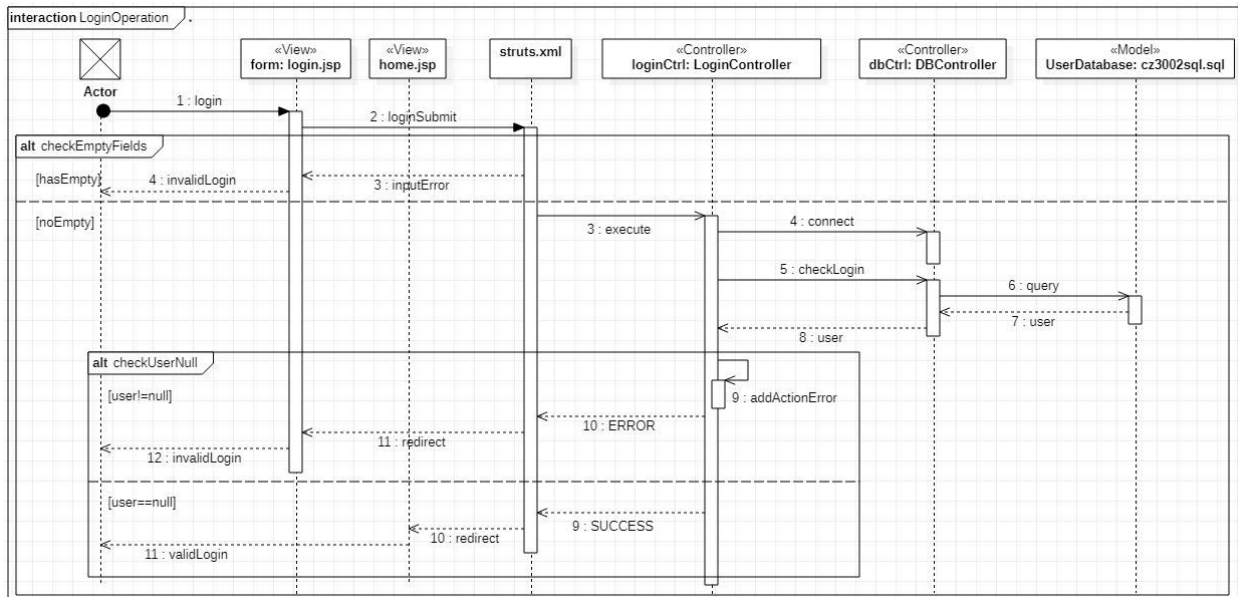 interaction LoginOperation
«View»
form: login.jsp
«View»
home.jsp
struts.xml
«Controller»
loginCtrl: LoginController
«Controller»
dbCtrl: DBController
«Model»
UserDatabase: cz3002sql.sql
Actor
1 : login
2 : loginSubmit
alt checkEmptyFields
[hasEmpty]
3 : inputError
4 : invalidLogin
[noEmpty]
3 : execute
4 : connect
5 : checkLogin
6 : query
7 : user
8 : user
alt checkUserNull
[user!=null]
9 : addActionError
10 : ERROR
11 : redirect
12 : invalidLogin
[user==null]
9 : SUCCESS
10 : redirect
11 : validLogin